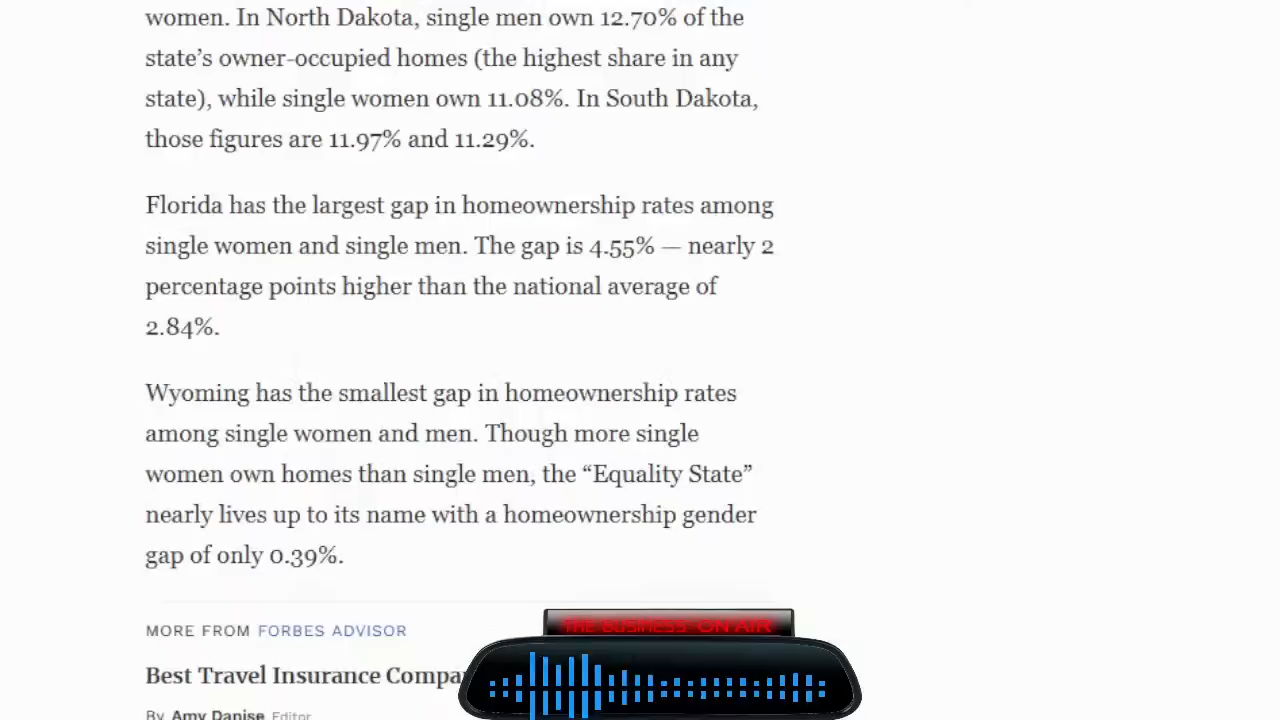 women. In North Dakota, single men own 12.70% of the
state’s owner-occupied homes (the highest share in any
state), while single women own 11.08%. In South Dakota,
those figures are 11.97% and 11.29%.
Florida has the largest gap in homeownership rates among
single women and single men. The gap is 4.55% — nearly 2
percentage points higher than the national average of
2.84%.
Wyoming has the smallest gap in homeownership rates
among single women and men. Though more single
women own homes than single men, the “Equality State”
nearly lives up to its name with a homeownership gender
gap of only 0.39%.
MORE FROM FORBES ADVISOR
THE BUSINESS ON AIR
Best Travel Insurance
By Amy Danise Editor